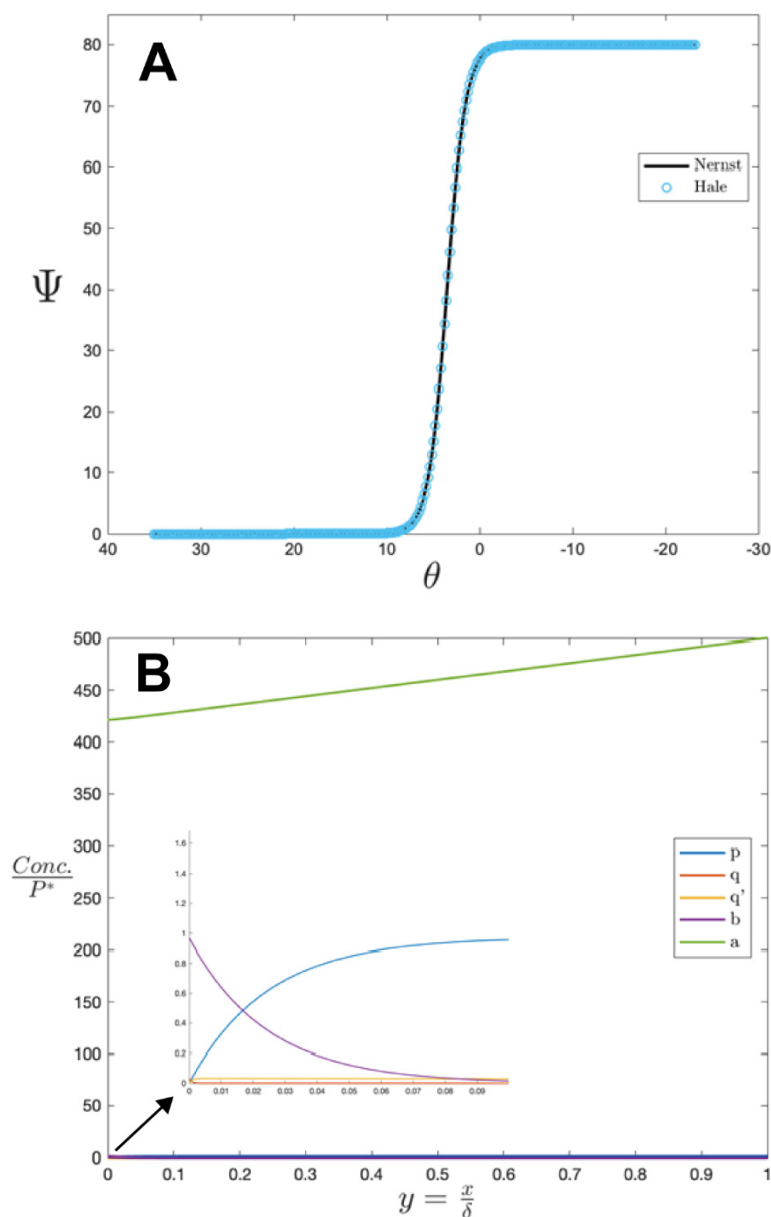 A
80
70
60
50
40
30
20
10
0
Ψ
Nernst
Hale
40 30 20 10 0 -10 -20 -30
θ
B
500
450
400
350
300
250
200
150
100
50
0
Conc.
P*
1.6
1.4
1.2
1
0.8
0.6
0.4
0.2
0
0 0.01 0.02 0.03 0.04 0.05 0.06 0.07 0.08 0.09
p̄
q
q'
b
a
0 0.1 0.2 0.3 0.4 0.5 0.6 0.7 0.8 0.9 1
y = x/δ